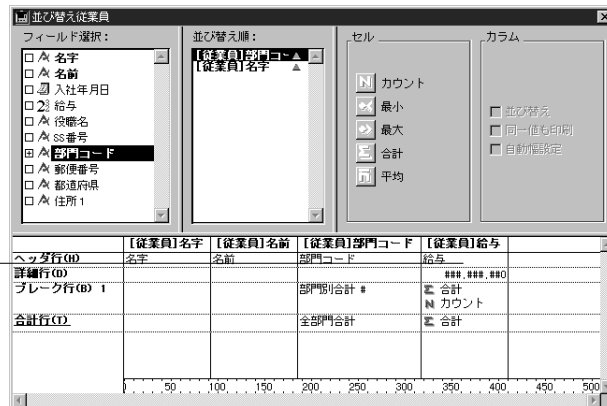 並び替え従業員
フィールド選択：
名字
名前
入社年月日
給与
役職名
SS番号
部門コード
郵便番号
都道府県
住所1
並び替え順：
[従業員]部門コー
[従業員]名字
セル
カウント
最小
最大
合計
平均
カラム
並び替え
同一値も印刷
自動幅設定
[従業員]名字 [従業員]名前 [従業員]部門コード [従業員]給与
ヘッダ行(H) 名字 名前 部門コード 給与
詳細行(D) ###,###,##0
ブレーク行(B) 1 部門別合計 # Σ 合計
N カウント
合計行(T) 全部門合計 Σ 合計
0 50 100 150 200 250 300 350 400 450 500